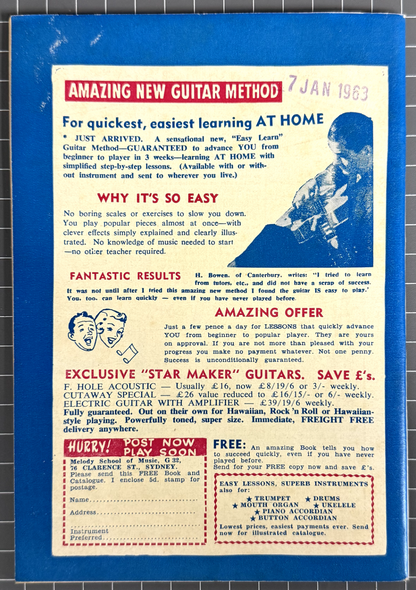 AMAZING NEW GUITAR METHOD
7 JAN 1963
For quickest, easiest learning AT HOME
* JUST ARRIVED. A sensational new, "Easy Learn"
Guitar Method—GUARANTEED to advance YOU from
beginner to player in 3 weeks—learning AT HOME with
simplified step-by-step lessons. (Available with or with-
out instrument and sent to wherever you live.)
WHY IT'S SO EASY
No boring scales or exercises to slow you down.
You play popular pieces almost at once—with
clever effects simply explained and clearly illus-
trated. No knowledge of music needed to start
—no other teacher required.
FANTASTIC RESULTS
H. Bowen, of Canterbury, writes: "I tried to learn
from tutors, etc., and did not have a scrap of success.
It was not until after I tried this amazing new method I found the guitar IS easy to play."
You, too, can learn quickly — even if you have never played before.
AMAZING OFFER
Just a few pence a day for LESSONS that quickly advance
YOU from beginner to popular player. They are yours
on approval. If you are not more than pleased with your
progress you make no payment whatever. Not one penny.
Success is unconditionally guaranteed.
EXCLUSIVE "STAR MAKER" GUITARS. SAVE £'s.
F. HOLE ACOUSTIC — Usually £16, now £8/19/6 or 3/- weekly.
CUTAWAY SPECIAL — £26 value reduced to £16/15/- or 6/- weekly.
ELECTRIC GUITAR WITH AMPLIFIER — £39/19/6 weekly.
Fully guaranteed. Out on their own for Hawaiian, Rock 'n Roll or Hawaiian-
style playing. Powerfully toned, super size. Immediate, FREIGHT FREE
delivery anywhere.
HURRY! POST NOW
PLAY SOON
Melody School of Music, G 32,
76 CLARENCE ST., SYDNEY.
Please send this FREE Book and
Catalogue. I enclose 5d. stamp for
postage.
Name
Address
Instrument
Preferred
FREE: An amazing Book tells you how
to succeed quickly, even if you have never
played before.
Send for your FREE copy now and save £'s.
EASY LESSONS, SUPERB INSTRUMENTS
also for:
★ TRUMPET ★ DRUMS
★ MOUTH ORGAN ★ UKELELE
★ PIANO ACCORDIAN
★ BUTTON ACCORDIAN
Lowest prices, easiest payments ever. Send
now for illustrated catalogue.